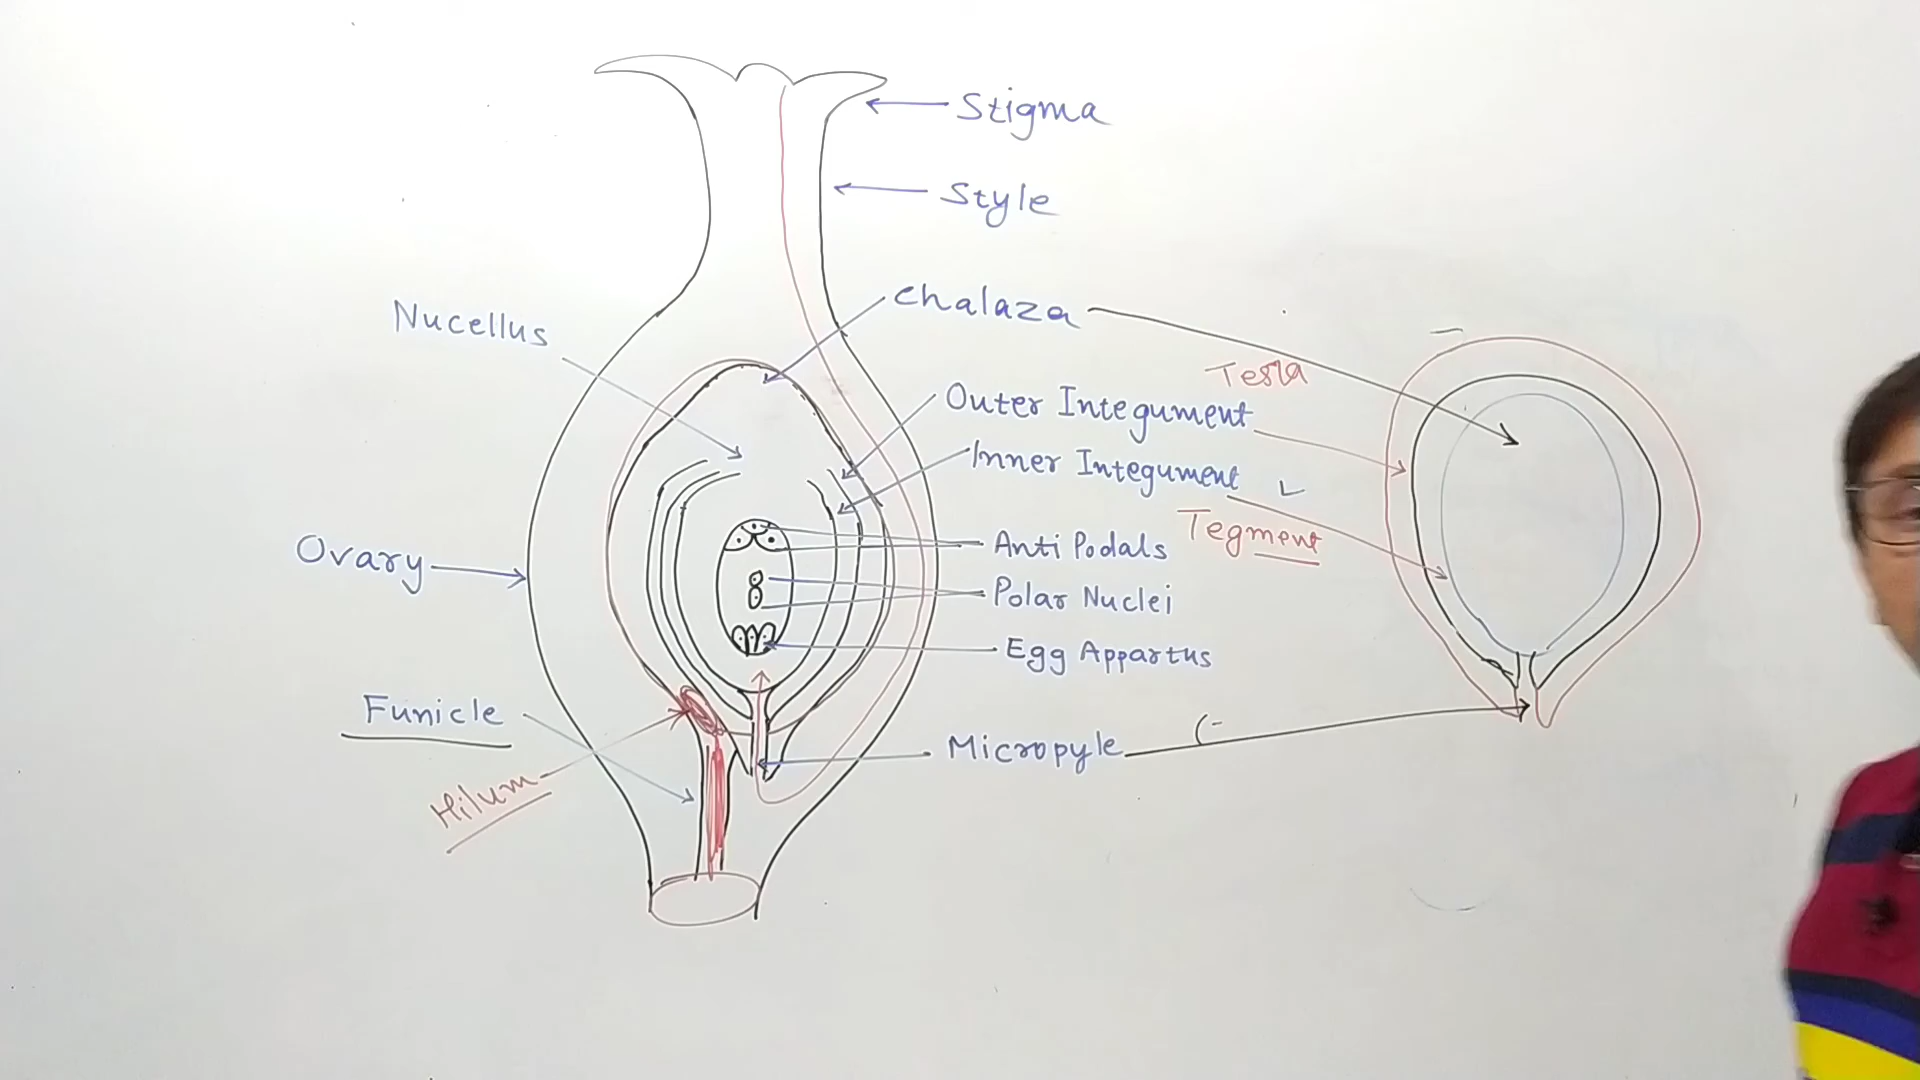 Stigma
Style
Chalaza
Nucellus
Testa
Outer Integument
Inner Integument
Tegment
Anti Podals
Ovary
Polar Nuclei
Egg Appartus
Funicle
Micropyle
Hilum